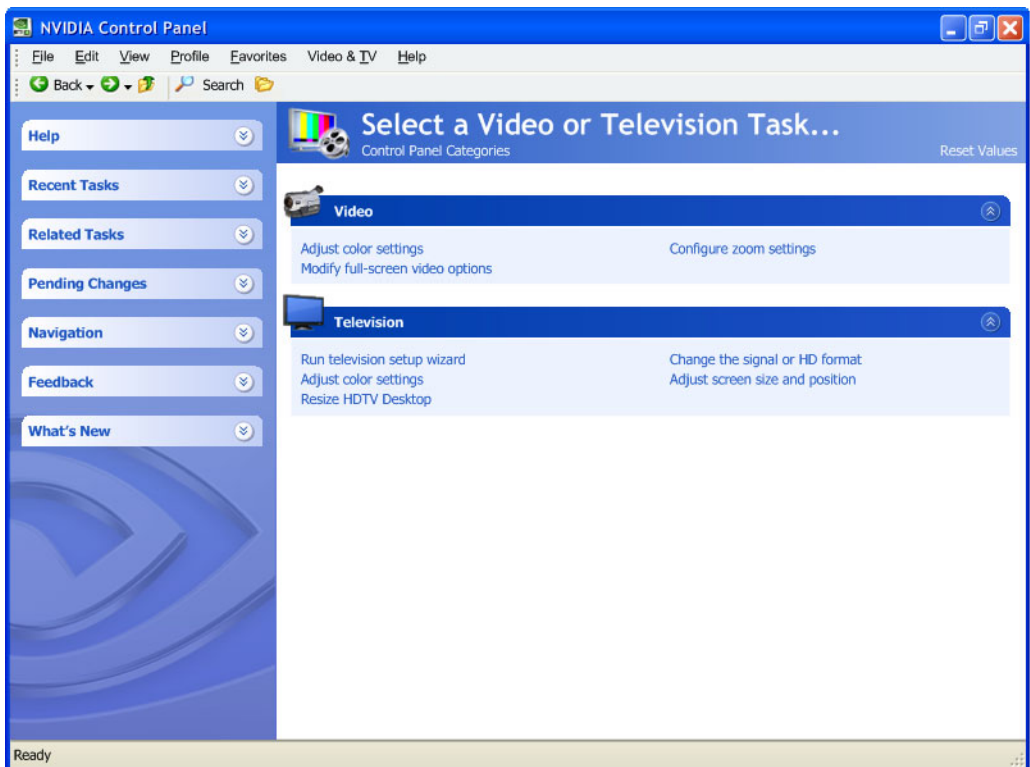 NVIDIA Control Panel
File Edit View Profile Favorites Video & TV Help
Back Search
Help
Recent Tasks
Related Tasks
Pending Changes
Navigation
Feedback
What's New
Select a Video or Television Task...
Control Panel Categories
Reset Values
Video
Adjust color settings Configure zoom settings
Modify full-screen video options
Television
Run television setup wizard Change the signal or HD format
Adjust color settings Adjust screen size and position
Resize HDTV Desktop
Ready